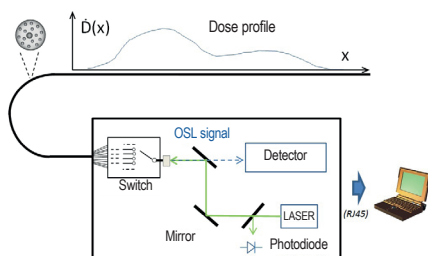 Ḋ(x)
Dose profile
x
OSL signal
Detector
Switch
LASER
(RJ45)
Mirror
Photodiode